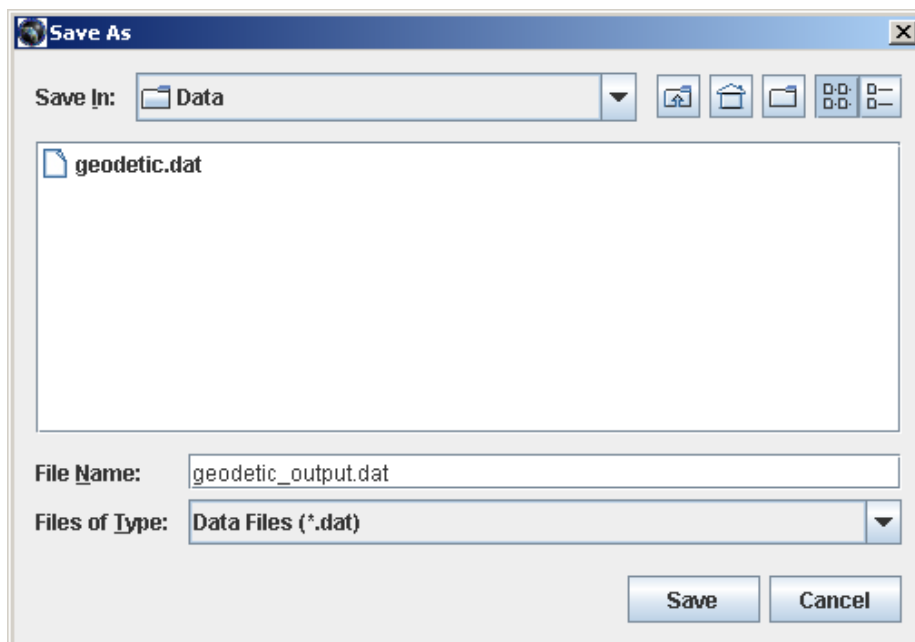 Save As
Save In: Data
geodetic.dat
File Name: geodetic_output.dat
Files of Type: Data Files (*.dat)
Save Cancel